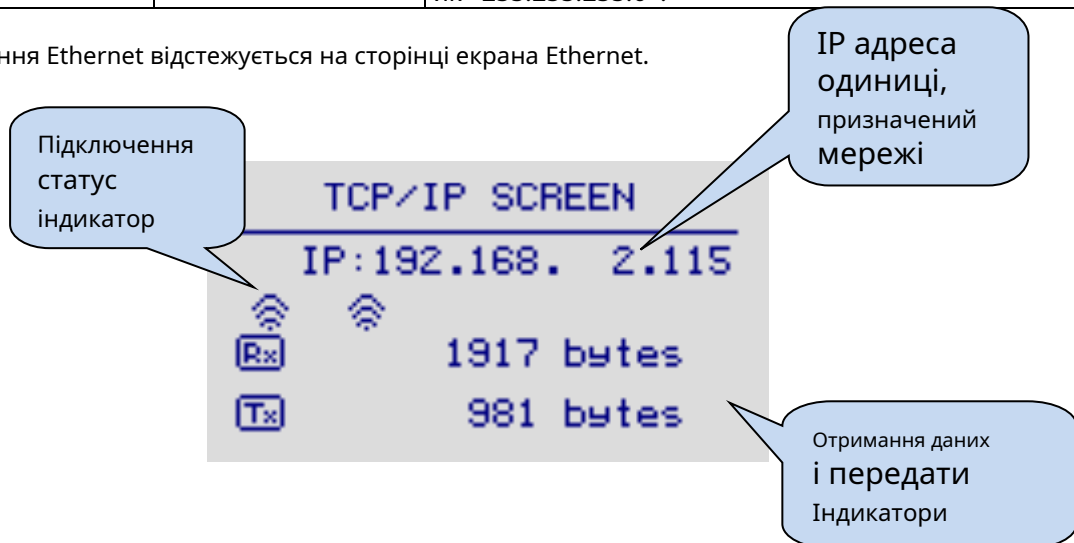 ння Ethernet відстежується на сторінці екрана Ethernet.
IP адреса
одиниці,
призначений
мережі
Підключення
статус
індикатор
TCP/IP SCREEN
IP:192.168. 2.115
Rx 1917 bytes
Tx 981 bytes
Отримання даних
і передати
Індикатори